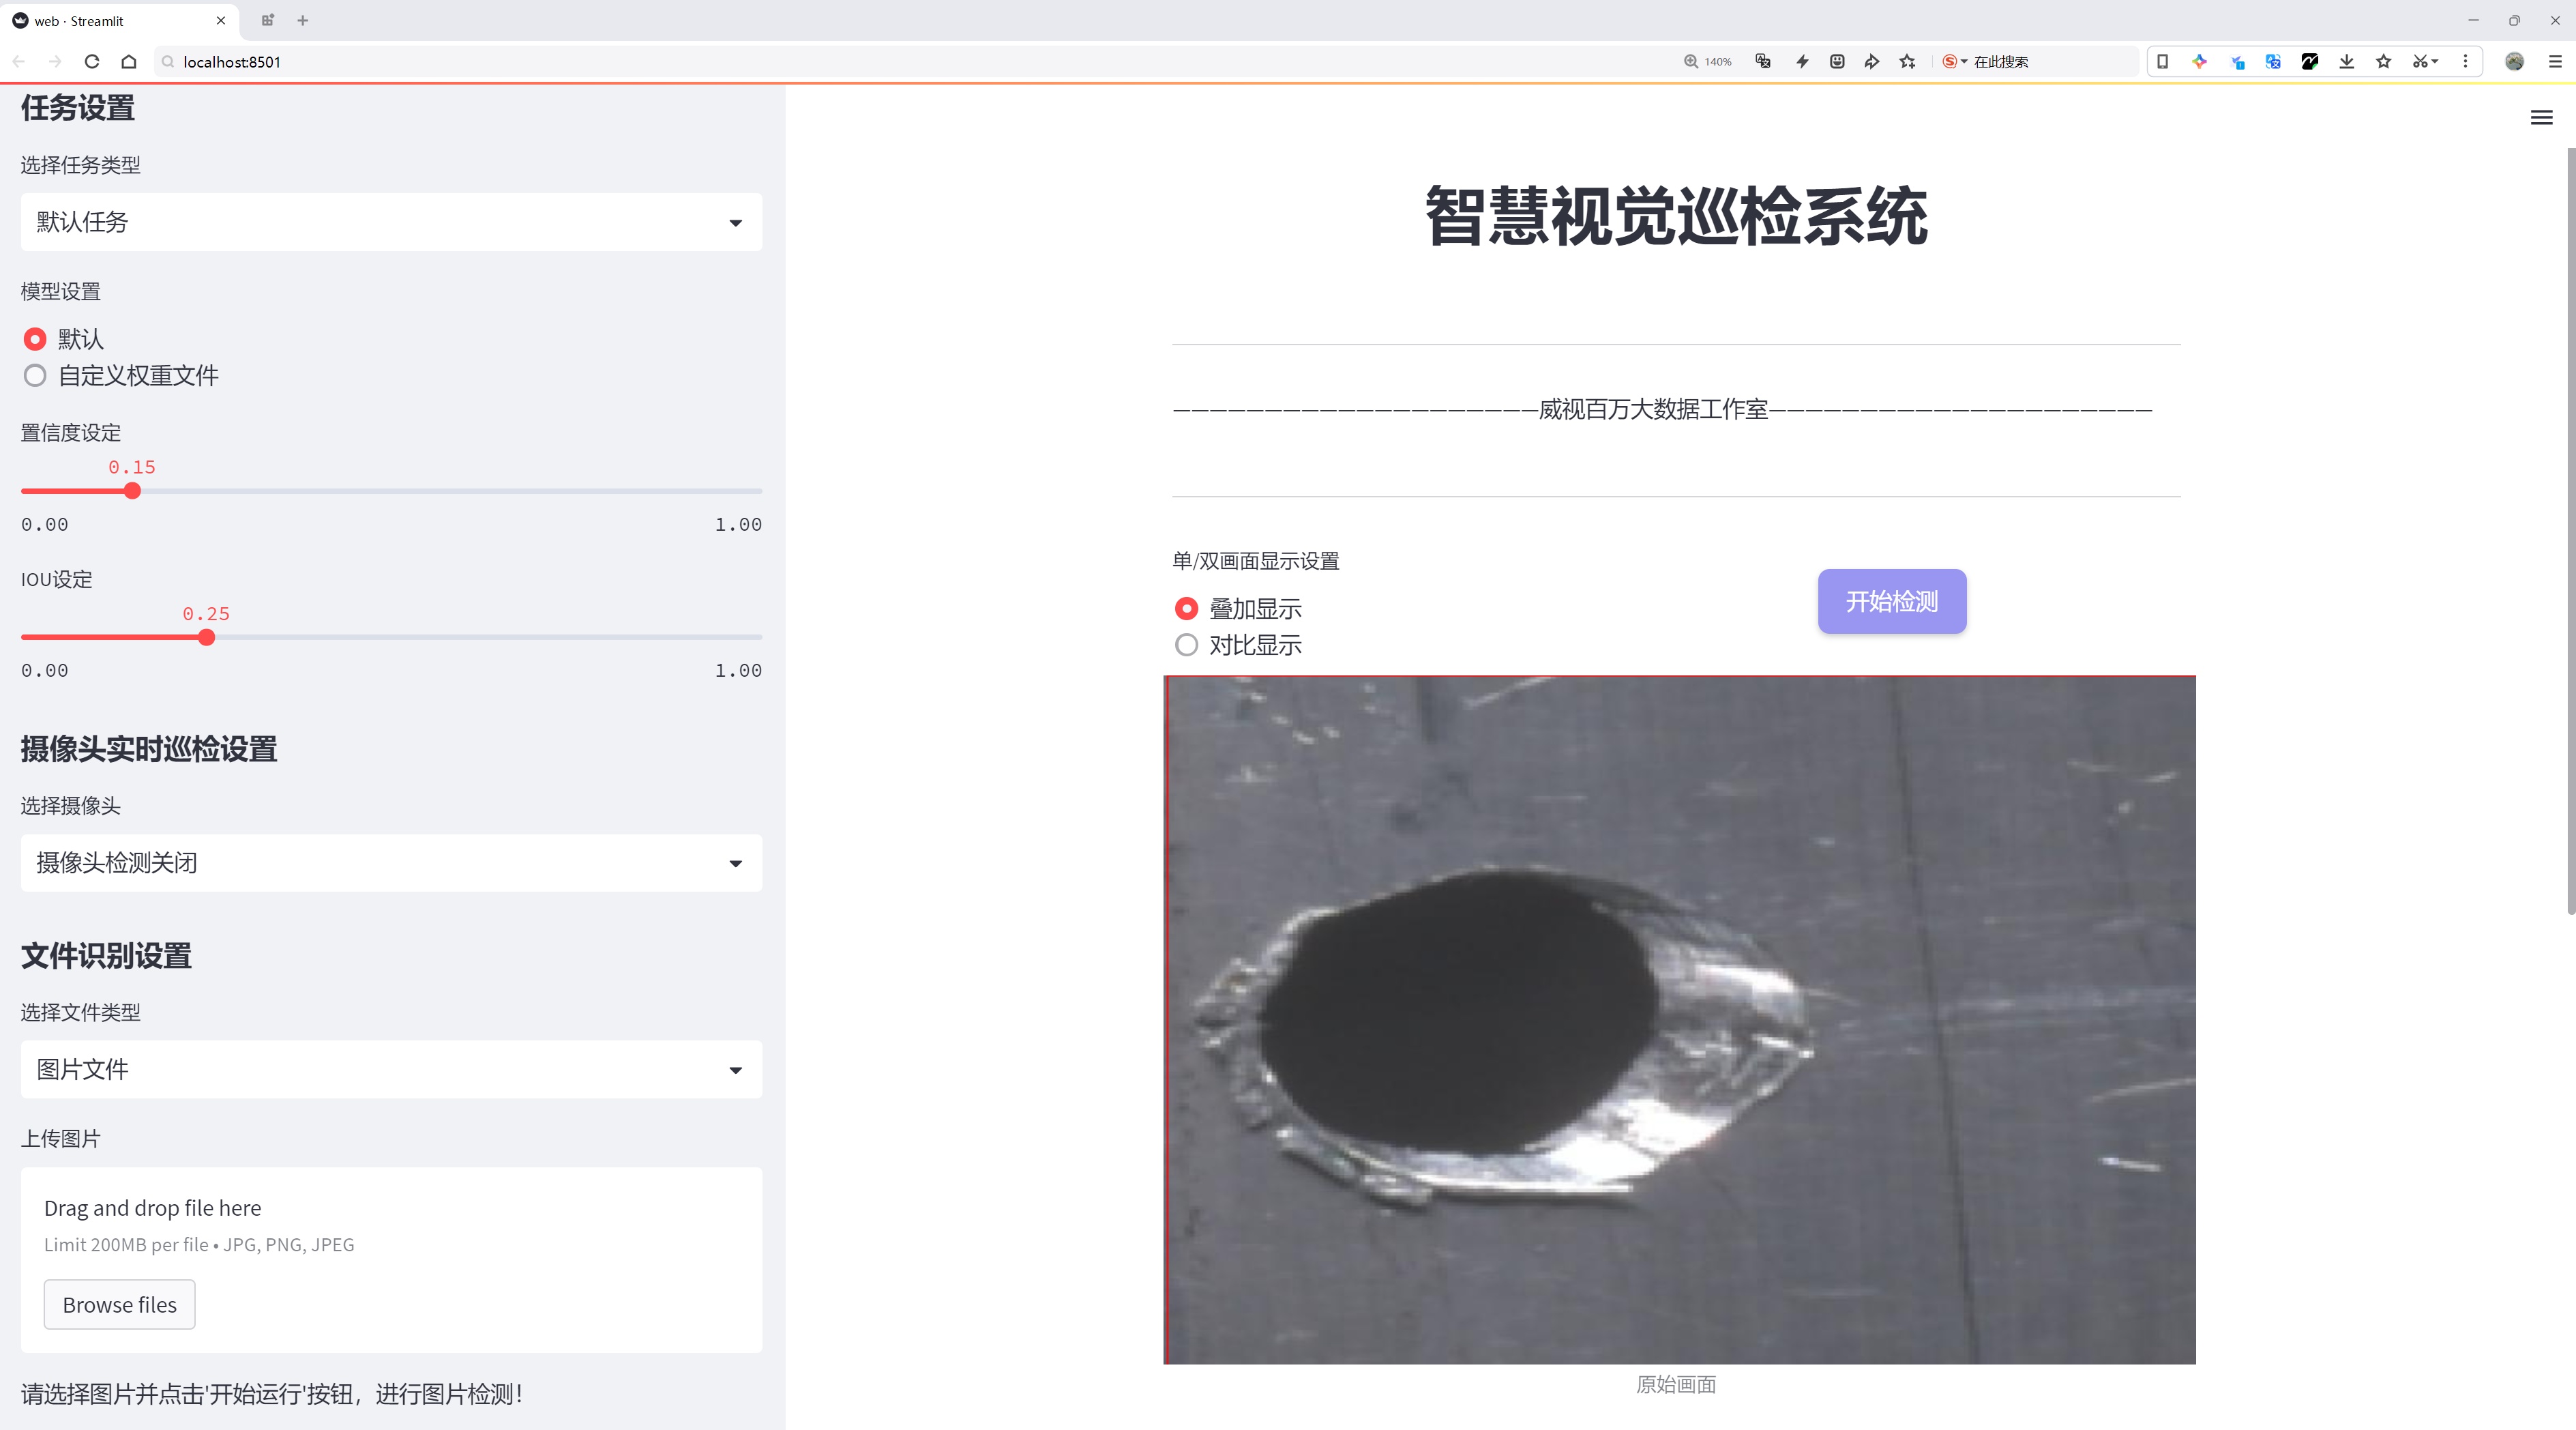 web · Streamlit
localhost:8501
140%
在此搜索
任务设置
选择任务类型
默认任务
模型设置
默认
自定义权重文件
置信度设定
0.15
0.00
1.00
IOU设定
0.25
0.00
1.00
摄像头实时巡检设置
选择摄像头
摄像头检测关闭
文件识别设置
选择文件类型
图片文件
上传图片
Drag and drop file here
Limit 200MB per file • JPG, PNG, JPEG
Browse files
请选择图片并点击'开始运行'按钮，进行图片检测！
智慧视觉巡检系统
————————————————————威视百万大数据工作室—————————————————————
单/双画面显示设置
叠加显示
对比显示
开始检测
原始画面